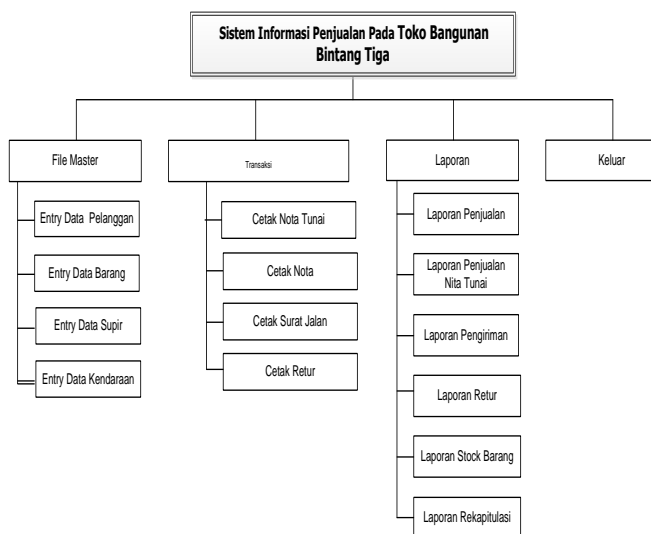 Sistem Informasi Penjualan Pada Toko Bangunan
Bintang Tiga
File Master
Transaksi
Laporan
Keluar
Entry Data Pelanggan
Entry Data Barang
Entry Data Supir
Entry Data Kendaraan
Cetak Nota Tunai
Cetak Nota
Cetak Surat Jalan
Cetak Retur
Laporan Penjualan
Laporan Penjualan
Nita Tunai
Laporan Pengiriman
Laporan Retur
Laporan Stock Barang
Laporan Rekapitulasi